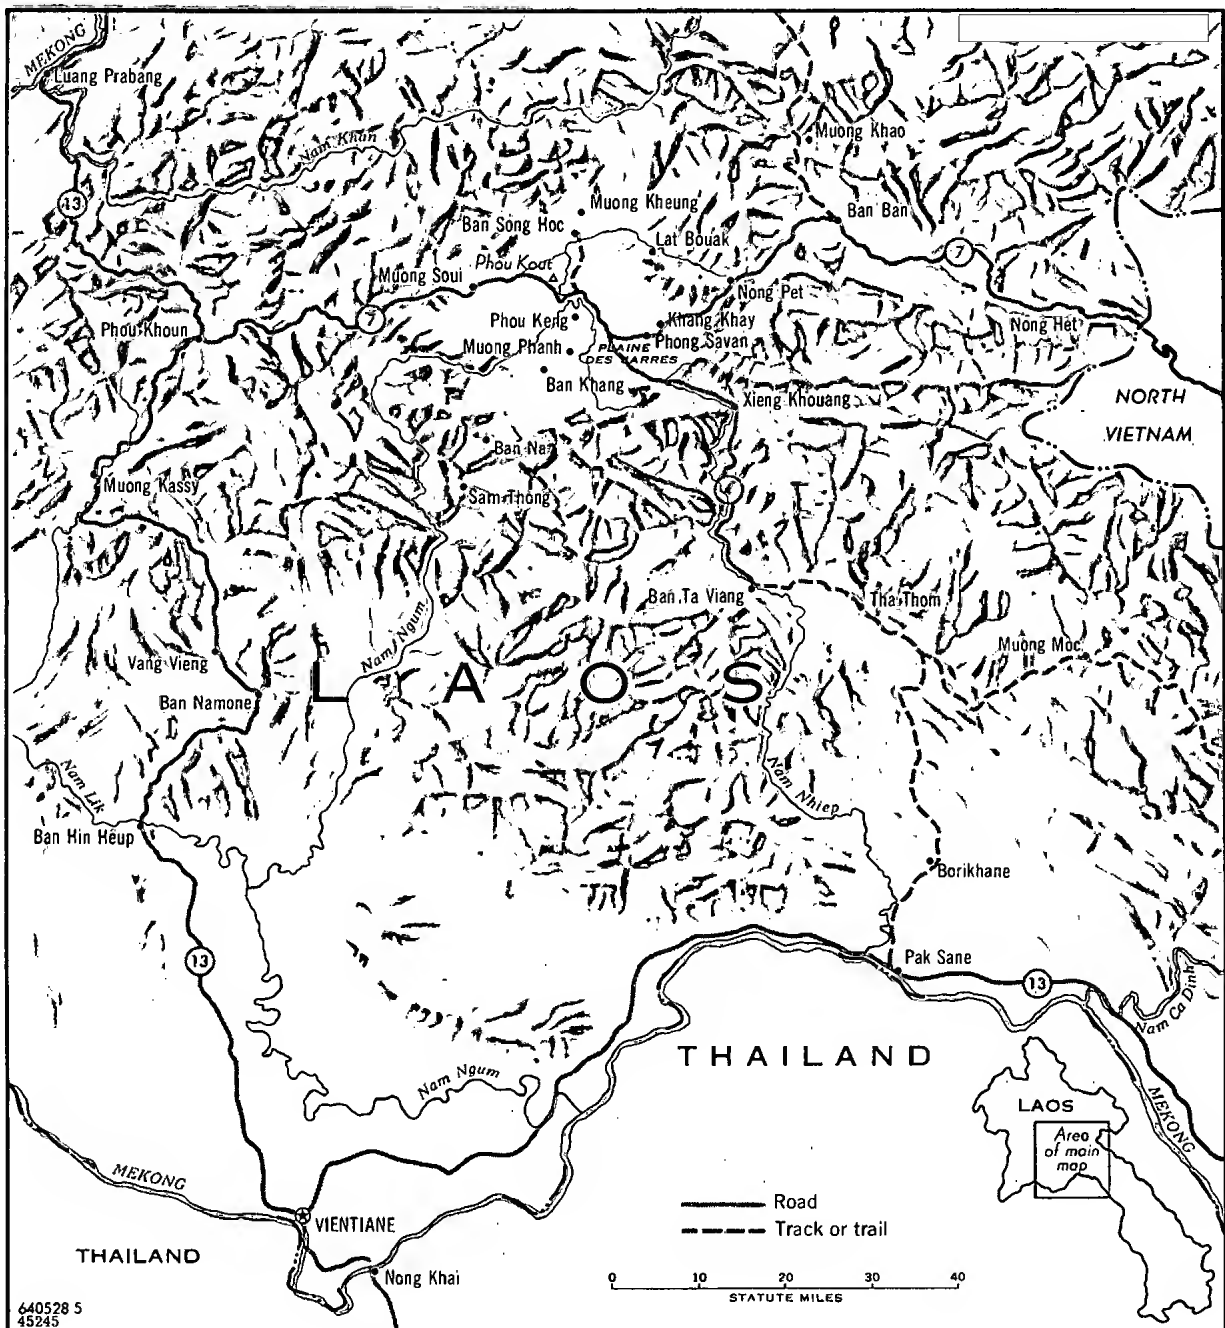 MEKONG
Luang Prabang
Nam Khan
Muong Khao
13
Muong Kheung
Ban Ban
Ban Song Hoc
Lat Bouak
7
Phou Kout
Muong Soui
Nong Pet
7
Phou Keng
Khang Khay
Nong Het
Phou Khoun
Phong Savan
Muong Phanh
PLAINE
DES JARRES
Ban Khang
Xieng Khouang
NORTH
VIETNAM
Ban Na
Muong Kassy
Sam Thong
Ban Ta Viang
Tha Thom
Nam Ngum
Muong Moc
Vang Vieng
LAOS
Ban Namone
Nam Lik
Nam Nhiep
Ban Hin Heup
Borikhane
13
Pak Sane
13
Nam Ca Dinh
THAILAND
Nam Ngum
MEKONG
LAOS
Area
of main
map
MEKONG
Road
VIENTIANE
Track or trail
THAILAND
Nong Khai
0 10 20 30 40
STATUTE MILES
640528 5
45245